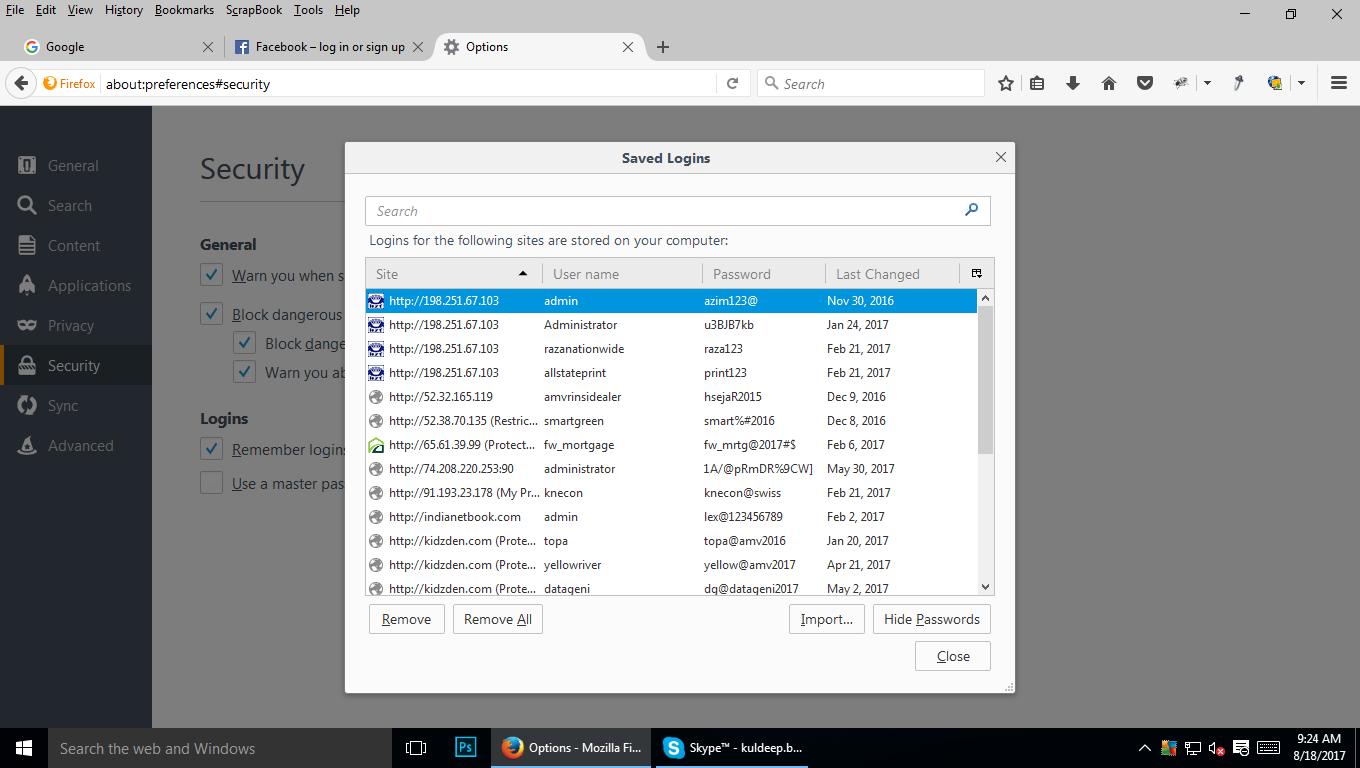 File Edit View History Bookmarks ScrapBook Tools Help
Google Facebook – log in or sign up Options
Firefox about:preferences#security Search
General
Search
Content
Applications
Privacy
Security
Sync
Advanced
Security
General
Warn you when s
Block dangerous
Block dange
Warn you ab
Logins
Remember logins
Use a master pas
Saved Logins
Search
Logins for the following sites are stored on your computer:
Site User name Password Last Changed
http://198.251.67.103 admin azim123@ Nov 30, 2016
http://198.251.67.103 Administrator u3BJB7kb Jan 24, 2017
http://198.251.67.103 razanationwide raza123 Feb 21, 2017
http://198.251.67.103 allstateprint print123 Feb 21, 2017
http://52.32.165.119 amvrinsidealer hsejaR2015 Dec 9, 2016
http://52.38.70.135 (Restric... smartgreen smart%#2016 Dec 8, 2016
http://65.61.39.99 (Protect... fw_mortgage fw_mrtg@2017#$ Feb 6, 2017
http://74.208.220.253:90 administrator 1A/@pRmDR%9CW] May 30, 2017
http://91.193.23.178 (My Pr... knecon knecon@swiss Feb 21, 2017
http://indianetbook.com admin lex@123456789 Feb 2, 2017
http://kidzden.com (Prote... topa topa@amv2016 Jan 20, 2017
http://kidzden.com (Prote... yellowriver yellow@amv2017 Apr 21, 2017
http://kidzden.com (Prote... datageni dg@datageni2017 May 2, 2017
Remove Remove All Import... Hide Passwords
Close
Search the web and Windows Ps Options - Mozilla Fi... Skype™ - kuldeep.b... 9:24 AM
8/18/2017